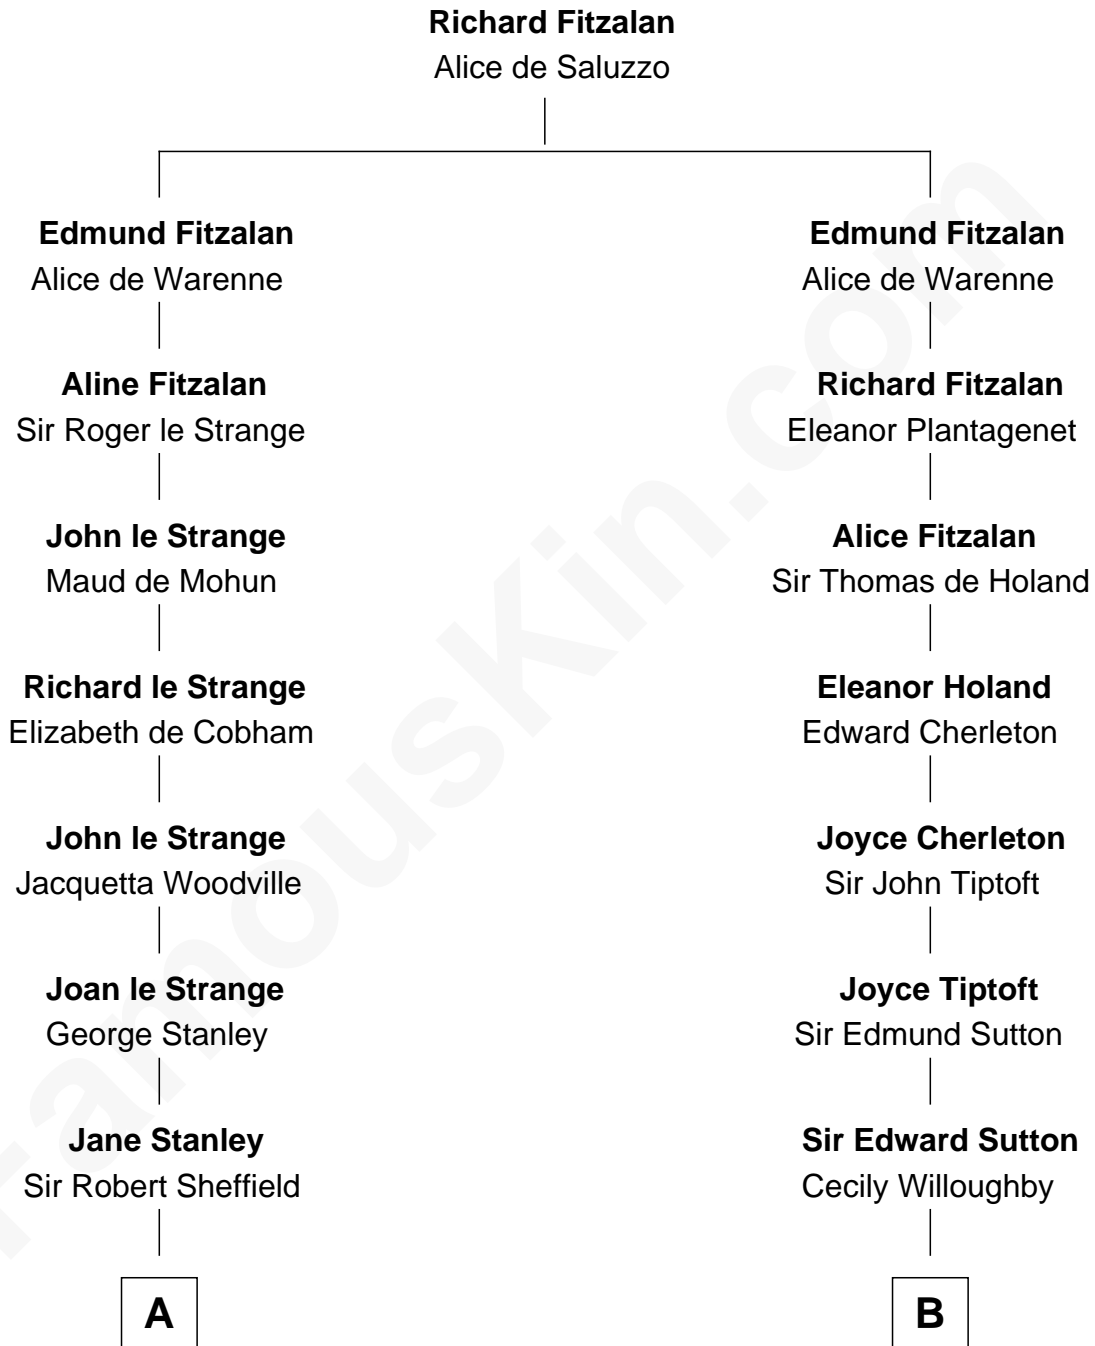 Richard Fitzalan
Alice de Saluzzo
Edmund Fitzalan
Alice de Warenne
Edmund Fitzalan
Alice de Warenne
Aline Fitzalan
Sir Roger le Strange
Richard Fitzalan
Eleanor Plantagenet
John le Strange
Maud de Mohun
Alice Fitzalan
Sir Thomas de Holand
Richard le Strange
Elizabeth de Cobham
Eleanor Holand
Edward Cherleton
John le Strange
Jacquetta Woodville
Joyce Cherleton
Sir John Tiptoft
Joan le Strange
George Stanley
Joyce Tiptoft
Sir Edmund Sutton
Jane Stanley
Sir Robert Sheffield
Sir Edward Sutton
Cecily Willoughby
A
B
FamousKin.com